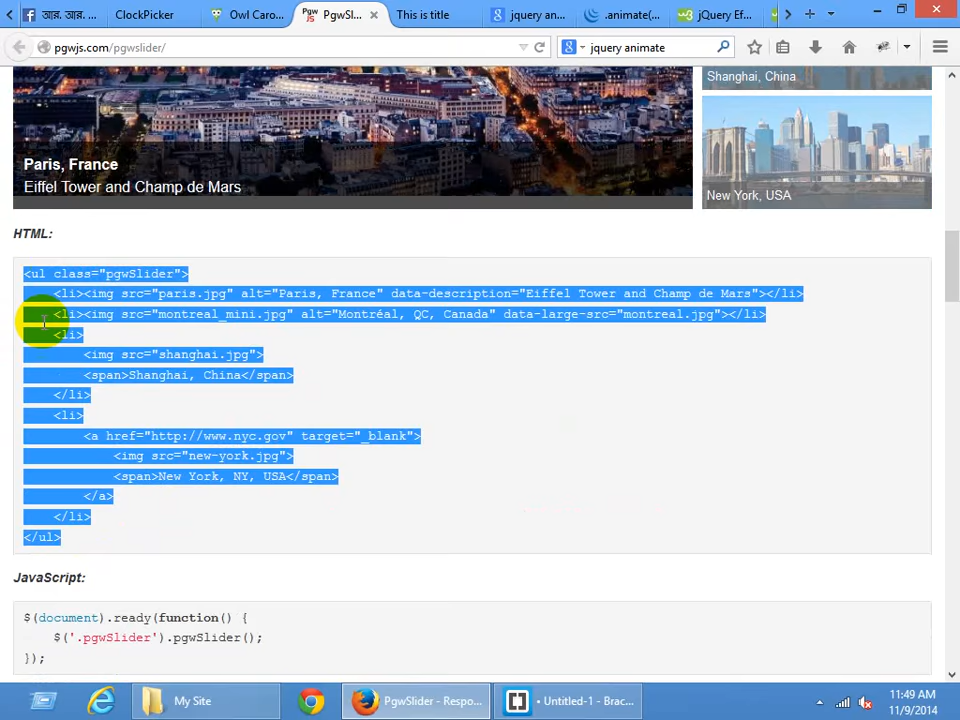 আর. আর. ...
ClockPicker
Owl Caro...
PgwSl...
This is title
jquery an...
.animate(...
jQuery Ef...
pgwjs.com/pgwslider/
jquery animate
Shanghai, China
Paris, France
Eiffel Tower and Champ de Mars
New York, USA
HTML:
<ul class="pgwSlider">
<li><img src="paris.jpg" alt="Paris, France" data-description="Eiffel Tower and Champ de Mars"></li>
<li><img src="montreal_mini.jpg" alt="Montréal, QC, Canada" data-large-src="montreal.jpg"></li>
<li>
<img src="shanghai.jpg">
<span>Shanghai, China</span>
</li>
<li>
<a href="http://www.nyc.gov" target="_blank">
<img src="new-york.jpg">
<span>New York, NY, USA</span>
</a>
</li>
</ul>
JavaScript:
$(document).ready(function() {
$('.pgwSlider').pgwSlider();
});
My Site
PgwSlider - Respo...
• Untitled-1 - Brac...
11:49 AM
11/9/2014